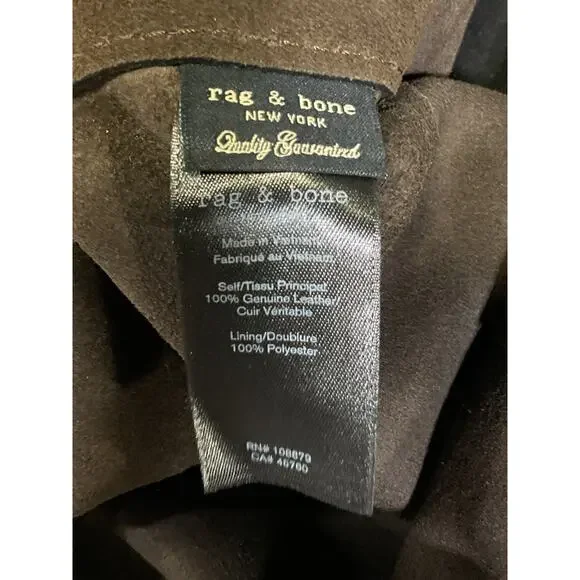 rag & bone
NEW YORK
Quality Guaranteed
rag & bone
Made in Vietnam/
Fabriqué au Vietnam
Self/Tissu Principal:
100% Genuine Leather/
Cuir Véritable
Lining/Doublure
100% Polyester
RN# 108879
CA# 45760